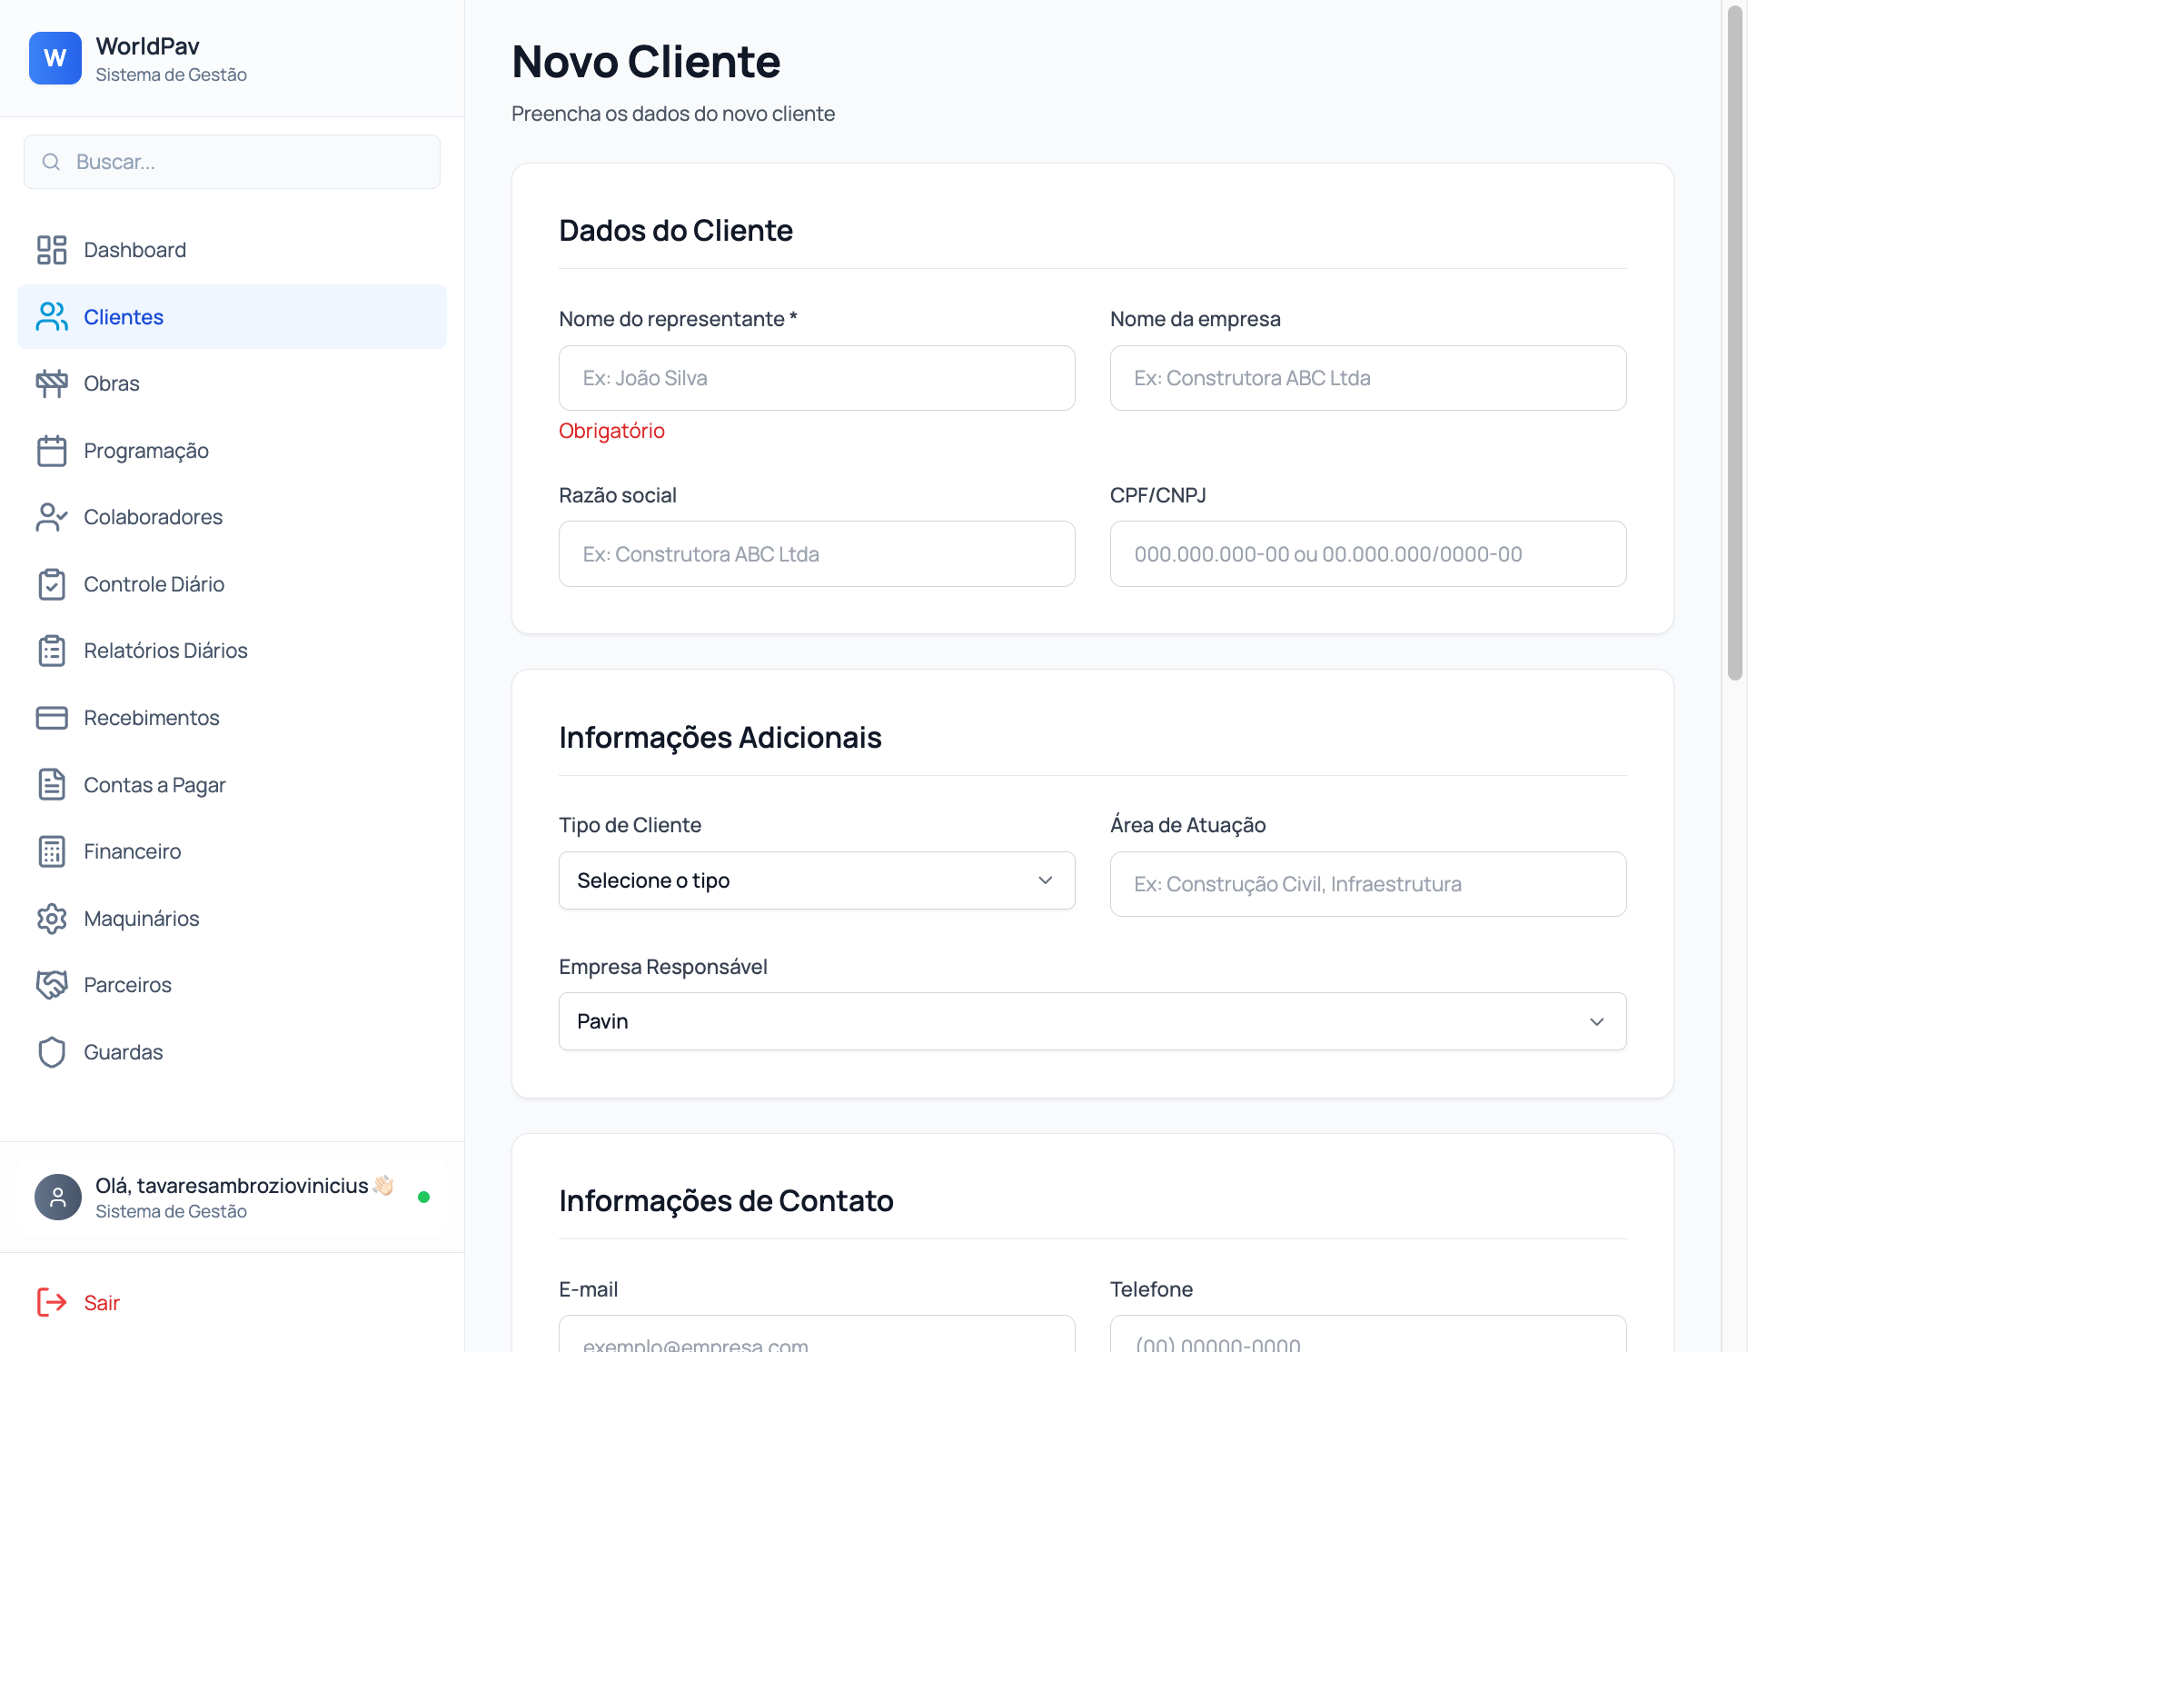 W
WorldPav
Sistema de Gestão
Buscar...
Dashboard
Clientes
Obras
Programação
Colaboradores
Controle Diário
Relatórios Diários
Recebimentos
Contas a Pagar
Financeiro
Maquinários
Parceiros
Guardas
Olá, tavaresambroziovinicius👋🏻
Sistema de Gestão
Sair
Novo Cliente
Preencha os dados do novo cliente
Dados do Cliente
Nome do representante *
Ex: João Silva
Obrigatório
Nome da empresa
Ex: Construtora ABC Ltda
Razão social
Ex: Construtora ABC Ltda
CPF/CNPJ
000.000.000-00 ou 00.000.000/0000-00
Informações Adicionais
Tipo de Cliente
Selecione o tipo
Área de Atuação
Ex: Construção Civil, Infraestrutura
Empresa Responsável
Pavin
Informações de Contato
E-mail
exemplo@empresa.com
Telefone
(00) 00000-0000